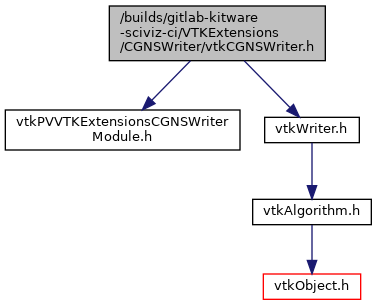 /builds/gitlab-kitware
-sciviz-ci/VTKExtensions
/CGNSWriter/vtkCGNSWriter.h
vtkPVVTKExtensionsCGNSWriter
Module.h
vtkWriter.h
vtkAlgorithm.h
vtkObject.h